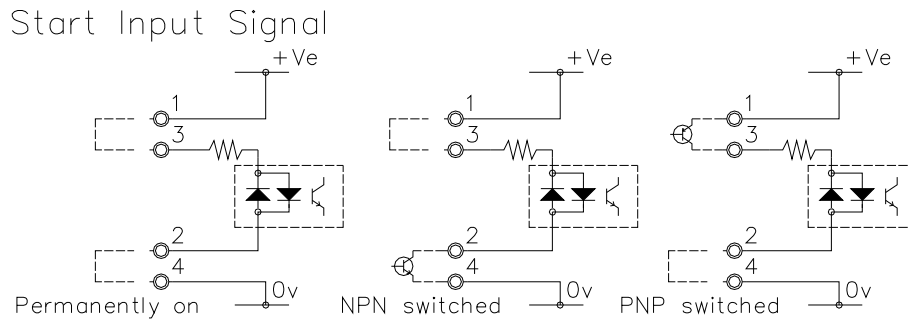 Start Input Signal
+Ve +Ve +Ve
1 1 1
3 3 3
2 2 2
4 4 4
0v 0v 0v
Permanently on NPN switched PNP switched